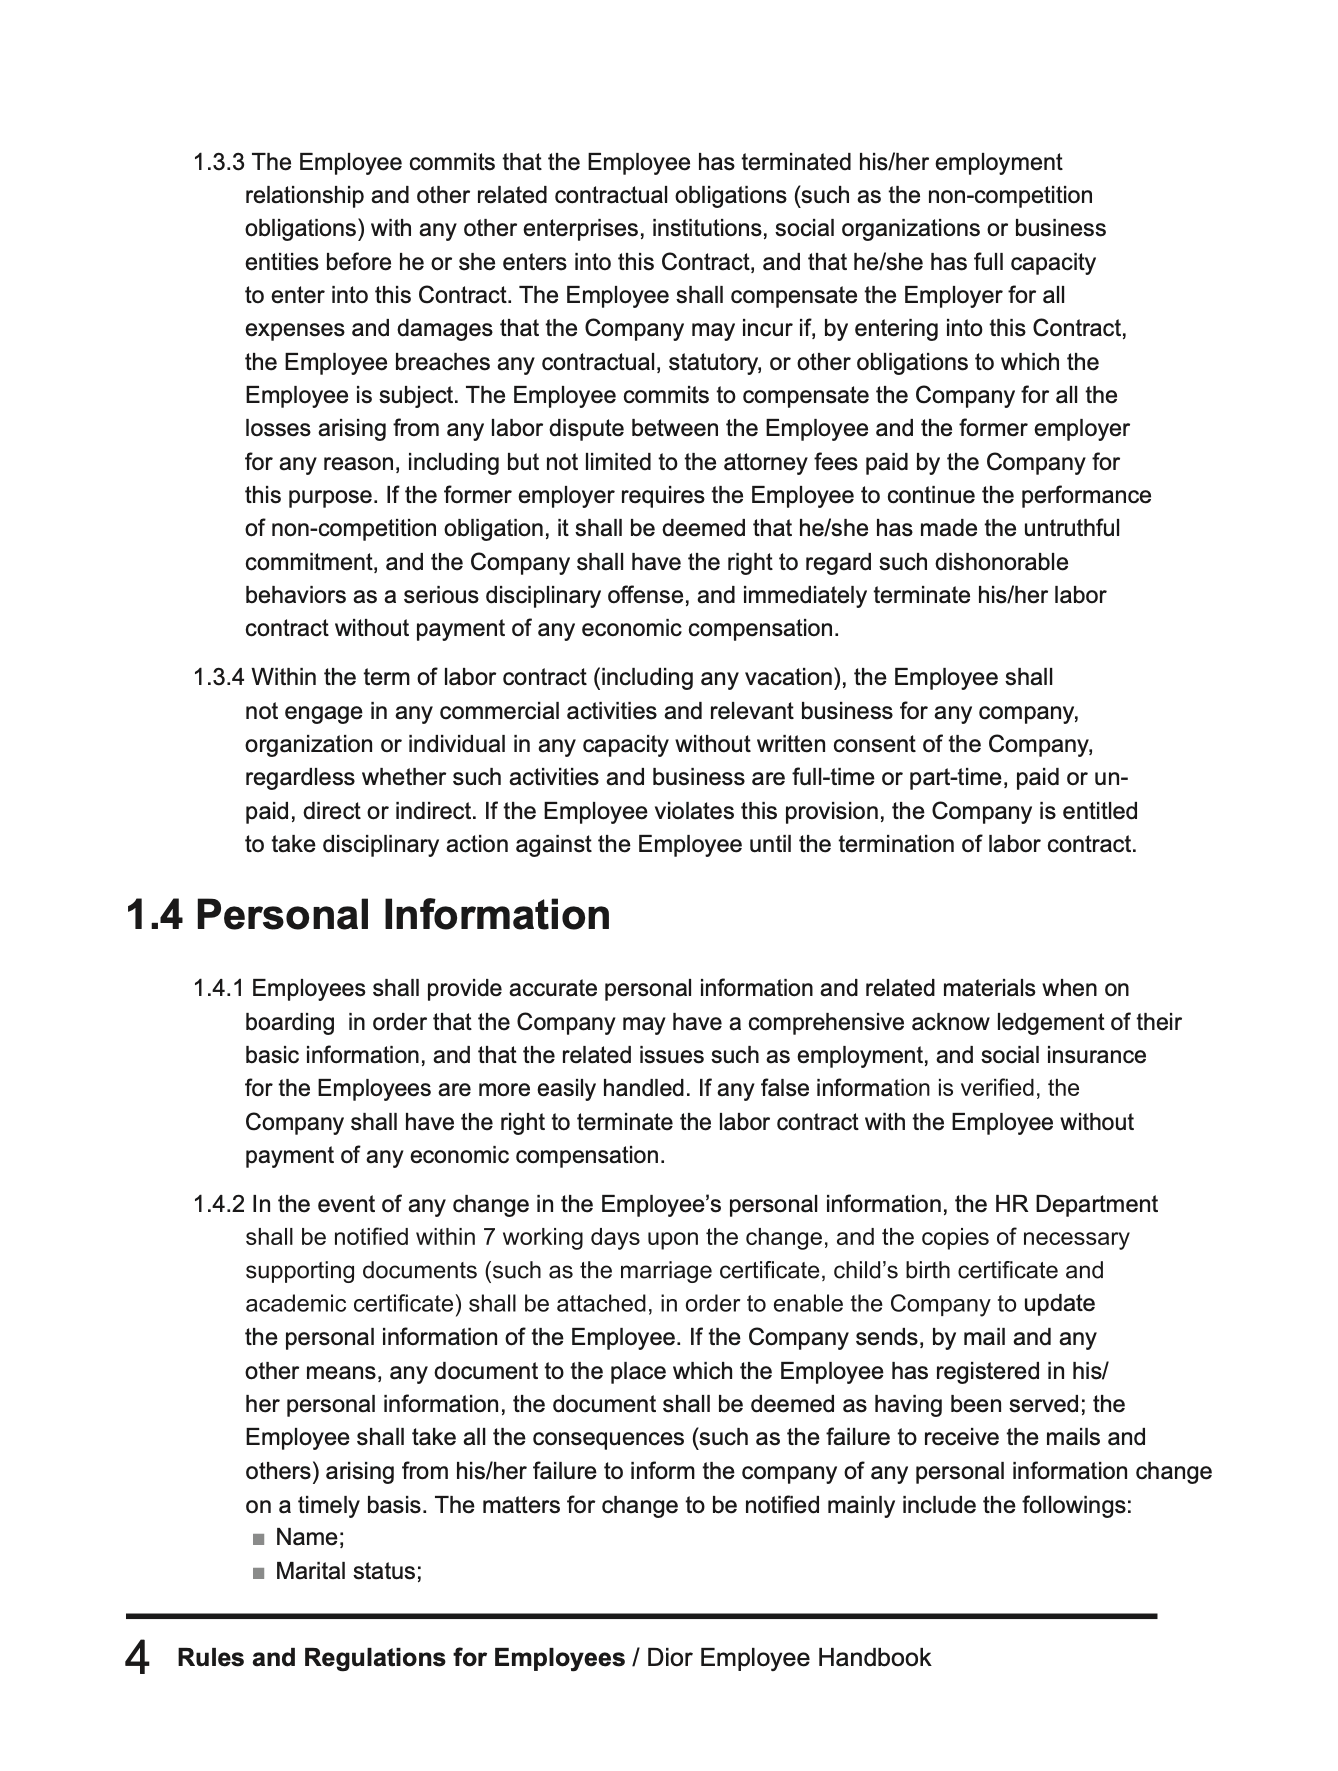 1.3.3 The Employee commits that the Employee has terminated his/her employment
relationship and other related contractual obligations (such as the non-competition
obligations) with any other enterprises, institutions, social organizations or business
entities before he or she enters into this Contract, and that he/she has full capacity
to enter into this Contract. The Employee shall compensate the Employer for all
expenses and damages that the Company may incur if, by entering into this Contract,
the Employee breaches any contractual, statutory, or other obligations to which the
Employee is subject. The Employee commits to compensate the Company for all the
losses arising from any labor dispute between the Employee and the former employer
for any reason, including but not limited to the attorney fees paid by the Company for
this purpose. If the former employer requires the Employee to continue the performance
of non-competition obligation, it shall be deemed that he/she has made the untruthful
commitment, and the Company shall have the right to regard such dishonorable
behaviors as a serious disciplinary offense, and immediately terminate his/her labor
contract without payment of any economic compensation.
1.3.4 Within the term of labor contract (including any vacation), the Employee shall
not engage in any commercial activities and relevant business for any company,
organization or individual in any capacity without written consent of the Company,
regardless whether such activities and business are full-time or part-time, paid or un-
paid, direct or indirect. If the Employee violates this provision, the Company is entitled
to take disciplinary action against the Employee until the termination of labor contract.
1.4 Personal Information
1.4.1 Employees shall provide accurate personal information and related materials when on
boarding  in order that the Company may have a comprehensive acknow ledgement of their
basic information, and that the related issues such as employment, and social insurance
for the Employees are more easily handled. If any false information is verified, the
Company shall have the right to terminate the labor contract with the Employee without
payment of any economic compensation.
1.4.2 In the event of any change in the Employee’s personal information, the HR Department
shall be notified within 7 working days upon the change, and the copies of necessary
supporting documents (such as the marriage certificate, child’s birth certificate and
academic certificate) shall be attached, in order to enable the Company to update
the personal information of the Employee. If the Company sends, by mail and any
other means, any document to the place which the Employee has registered in his/
her personal information, the document shall be deemed as having been served; the
Employee shall take all the consequences (such as the failure to receive the mails and
others) arising from his/her failure to inform the company of any personal information change
on a timely basis. The matters for change to be notified mainly include the followings:
■ Name;
■ Marital status;
4 Rules and Regulations for Employees / Dior Employee Handbook